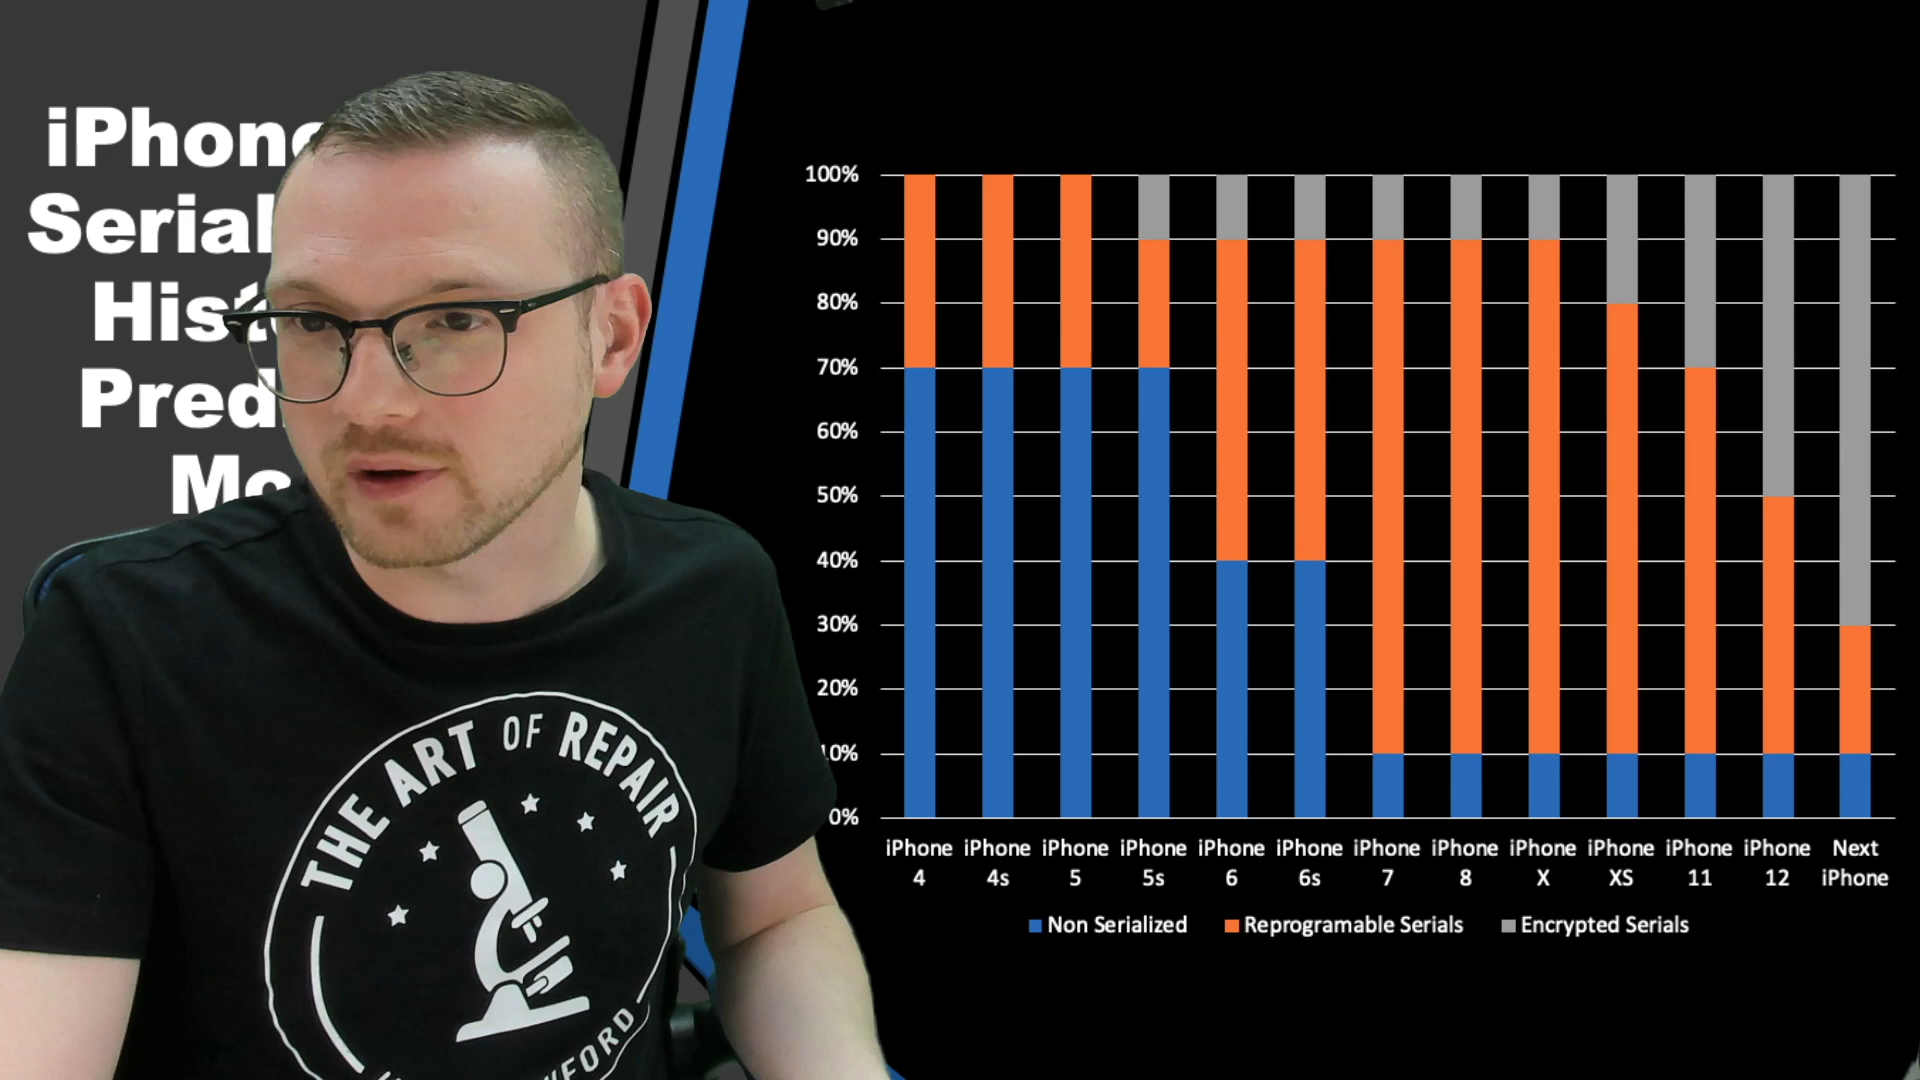 iPhone
Serial
Hist
Pred
Mo
THE ART OF REPAIR
100%
90%
80%
70%
60%
50%
40%
30%
20%
10%
0%
iPhone 4
iPhone 4s
iPhone 5
iPhone 5s
iPhone 6
iPhone 6s
iPhone 7
iPhone 8
iPhone X
iPhone XS
iPhone 11
iPhone 12
Next iPhone
Non Serialized
Reprogramable Serials
Encrypted Serials